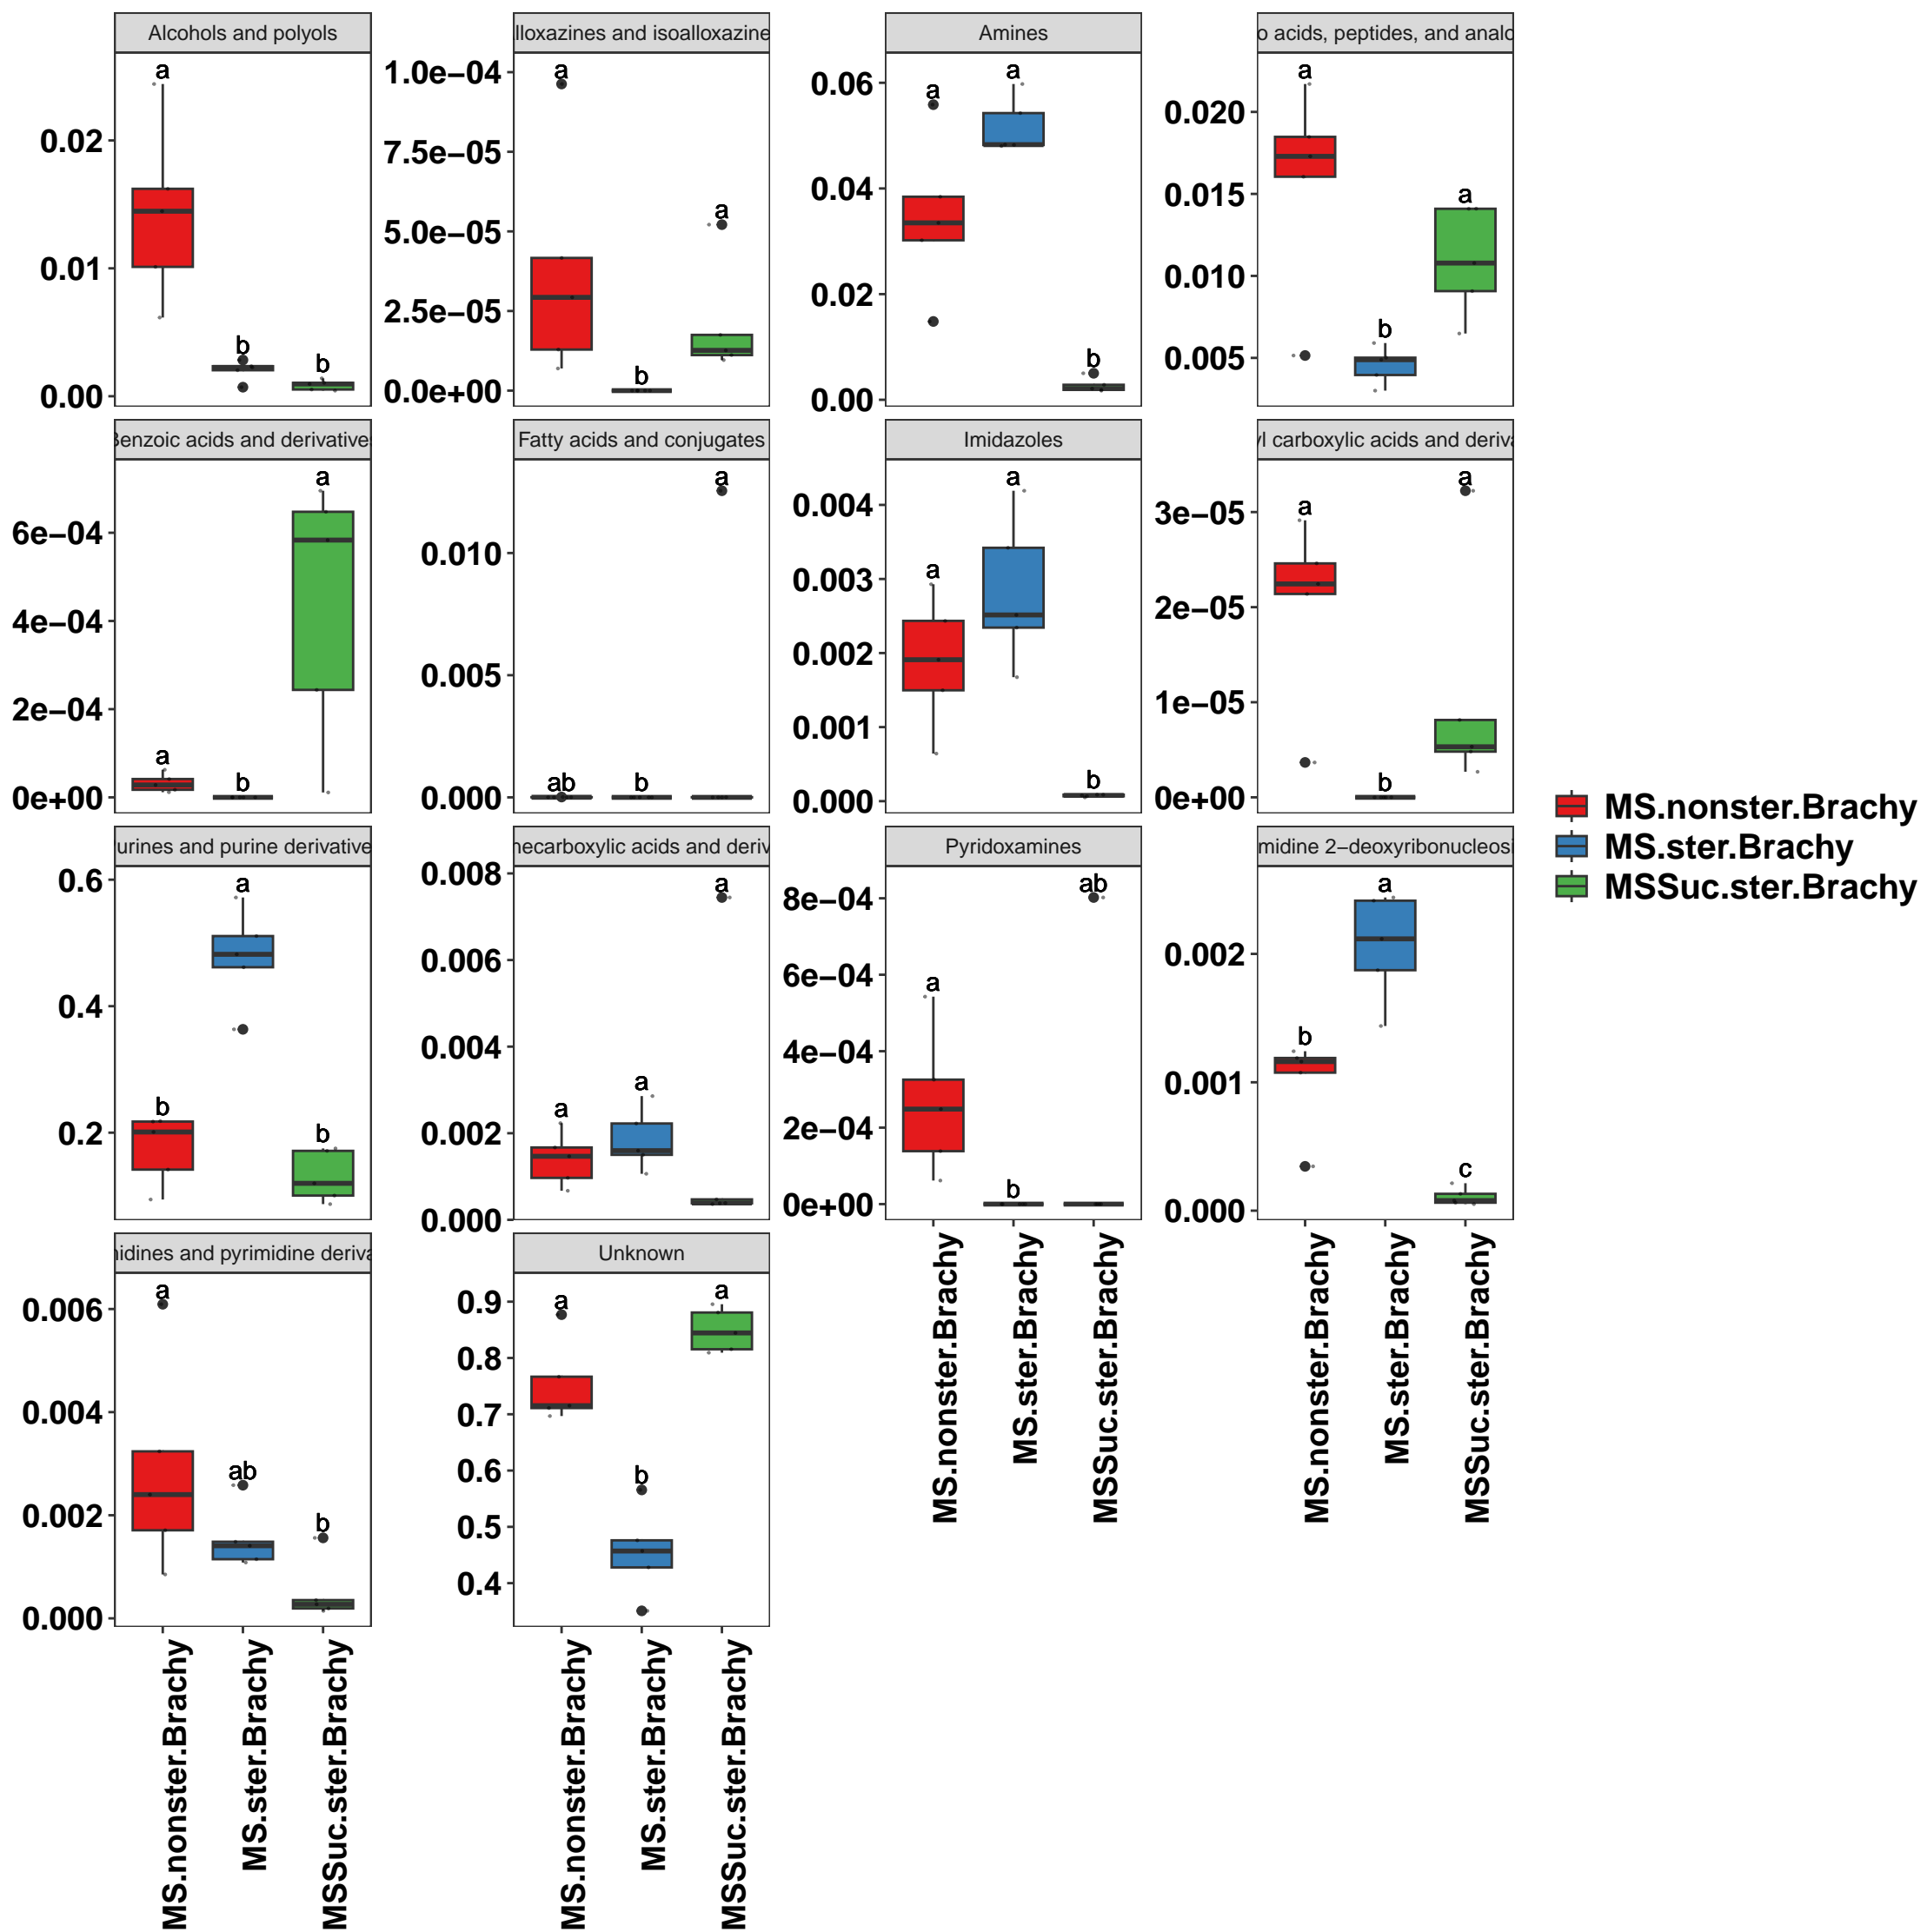 Alcohols and polyols
lloxazines and isoalloxazine
Amines
o acids, peptides, and analo
a
b
b
0.02
0.01
0.00
a
b
a
1.0e−04
7.5e−05
5.0e−05
2.5e−05
0.0e+00
a
a
b
0.06
0.04
0.02
0.00
a
b
a
0.020
0.015
0.010
0.005
Benzoic acids and derivatives
Fatty acids and conjugates
Imidazoles
yl carboxylic acids and deriva
a
b
a
6e−04
4e−04
2e−04
0e+00
ab
b
a
0.010
0.005
0.000
a
a
b
0.004
0.003
0.002
0.001
0.000
a
b
a
3e−05
2e−05
1e−05
0e+00
MS.nonster.Brachy
MS.ster.Brachy
MSSuc.ster.Brachy
urines and purine derivative
necarboxylic acids and deriv
Pyridoxamines
midine 2−deoxyribonucleosi
b
a
b
0.6
0.4
0.2
a
a
a
0.008
0.006
0.004
0.002
0.000
a
b
ab
8e−04
6e−04
4e−04
2e−04
0e+00
b
a
c
0.002
0.001
0.000
MS.nonster.Brachy
MS.ster.Brachy
MSSuc.ster.Brachy
MS.nonster.Brachy
MS.ster.Brachy
MSSuc.ster.Brachy
nidines and pyrimidine deriva
Unknown
a
ab
b
0.006
0.004
0.002
0.000
a
b
a
0.9
0.8
0.7
0.6
0.5
0.4
MS.nonster.Brachy
MS.ster.Brachy
MSSuc.ster.Brachy
MS.nonster.Brachy
MS.ster.Brachy
MSSuc.ster.Brachy